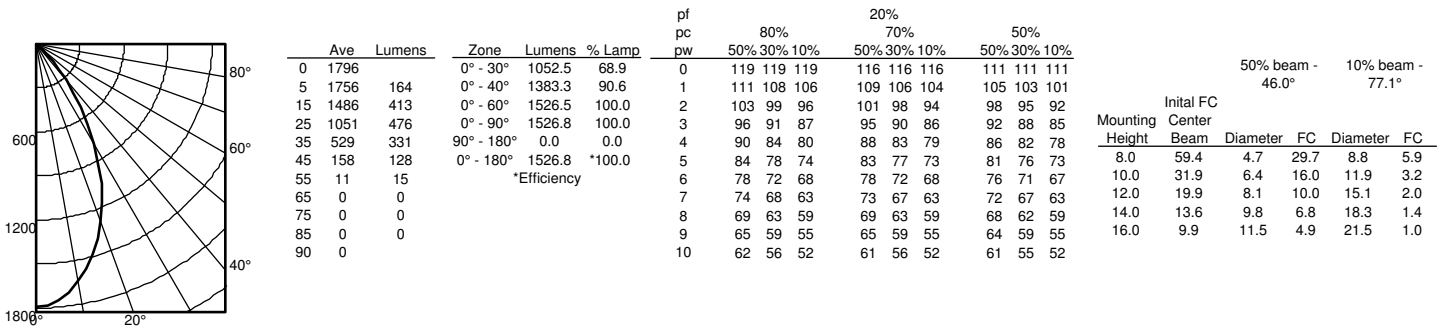 600
1200
1800
0°
20°
40°
60°
80°
Ave Lumens
0 1796
5 1756 164
15 1486 413
25 1051 476
35 529 331
45 158 128
55 11 15
65 0 0
75 0 0
85 0 0
90 0
Zone Lumens % Lamp
0° - 30° 1052.5 68.9
0° - 40° 1383.3 90.6
0° - 60° 1526.5 100.0
0° - 90° 1526.8 100.0
90° - 180° 0.0 0.0
0° - 180° 1526.8 *100.0
*Efficiency
pf 20%
pc 80% 70% 50%
pw 50% 30% 10% 50% 30% 10% 50% 30% 10%
0 119 119 119 116 116 116 111 111 111
1 111 108 106 109 106 104 105 103 101
2 103 99 96 101 98 94 98 95 92
3 96 91 87 95 90 86 92 88 85
4 90 84 80 88 83 79 86 82 78
5 84 78 74 83 77 73 81 76 73
6 78 72 68 78 72 68 76 71 67
7 74 68 63 73 67 63 72 67 63
8 69 63 59 69 63 59 68 62 59
9 65 59 55 65 59 55 64 59 55
10 62 56 52 61 56 52 61 55 52
50% beam - 10% beam -
46.0° 77.1°
Inital FC
Mounting Center
Height Beam Diameter FC Diameter FC
8.0 59.4 4.7 29.7 8.8 5.9
10.0 31.9 6.4 16.0 11.9 3.2
12.0 19.9 8.1 10.0 15.1 2.0
14.0 13.6 9.8 6.8 18.3 1.4
16.0 9.9 11.5 4.9 21.5 1.0